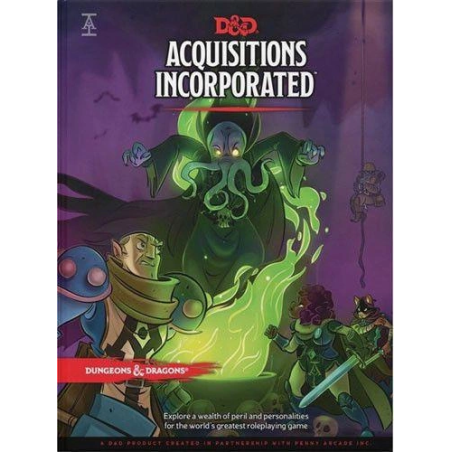 D&D
ACQUISITIONS
INCORPORATED™
DUNGEONS & DRAGONS®
Explore a wealth of peril and personalities
for the world's greatest roleplaying game
A D&D PRODUCT CREATED IN PARTNERSHIP WITH PENNY ARCADE INC.